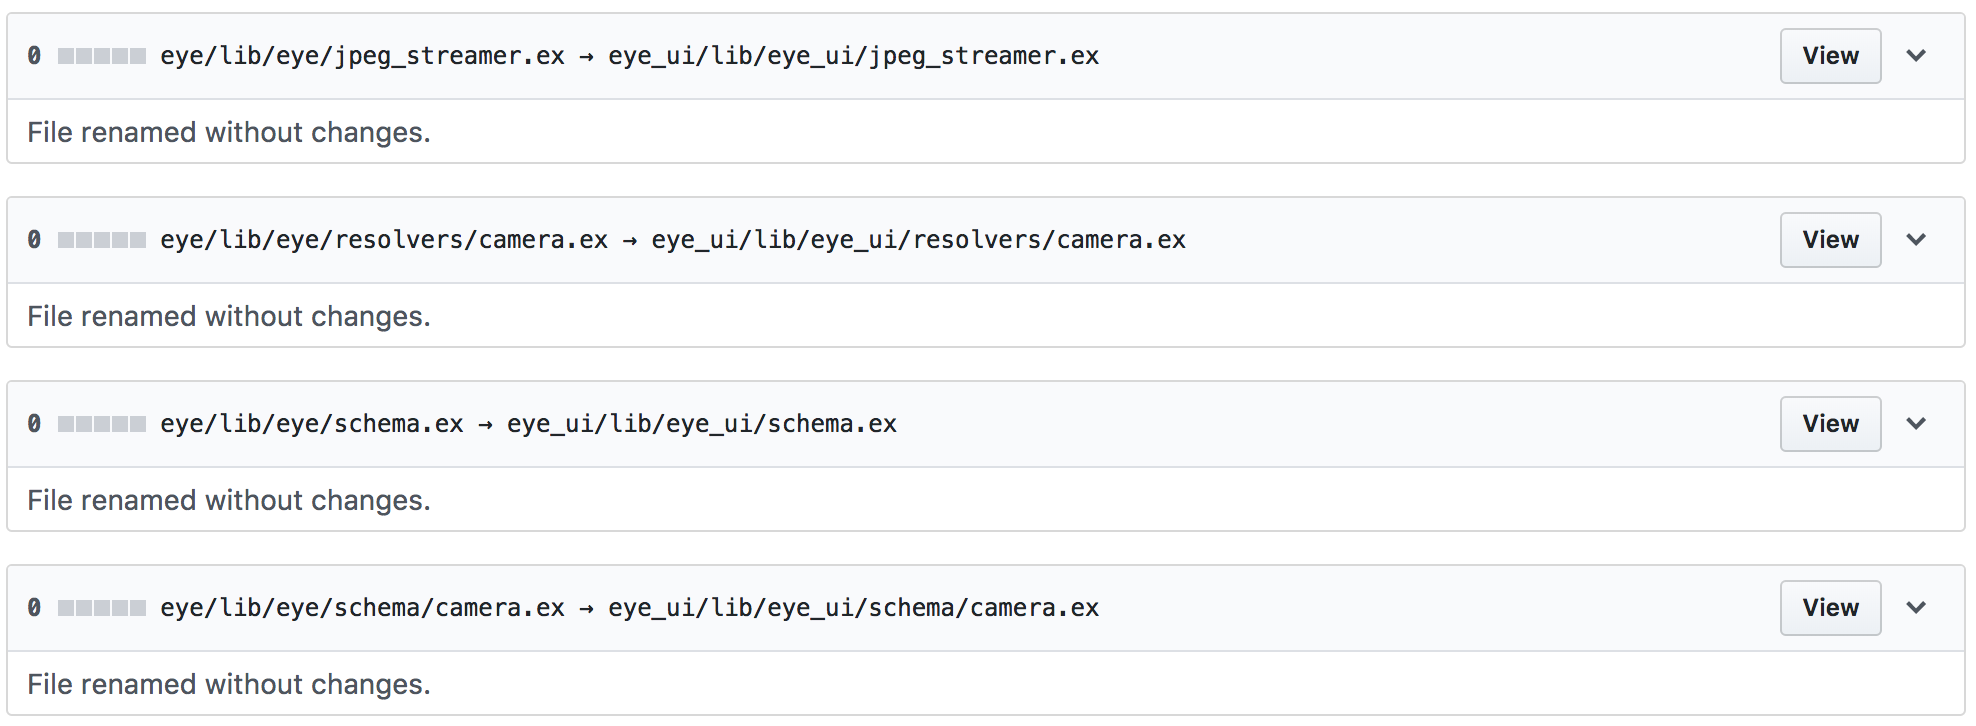 0 eye/lib/eye/jpeg_streamer.ex → eye_ui/lib/eye_ui/jpeg_streamer.ex View
File renamed without changes.
0 eye/lib/eye/resolvers/camera.ex → eye_ui/lib/eye_ui/resolvers/camera.ex View
File renamed without changes.
0 eye/lib/eye/schema.ex → eye_ui/lib/eye_ui/schema.ex View
File renamed without changes.
0 eye/lib/eye/schema/camera.ex → eye_ui/lib/eye_ui/schema/camera.ex View
File renamed without changes.